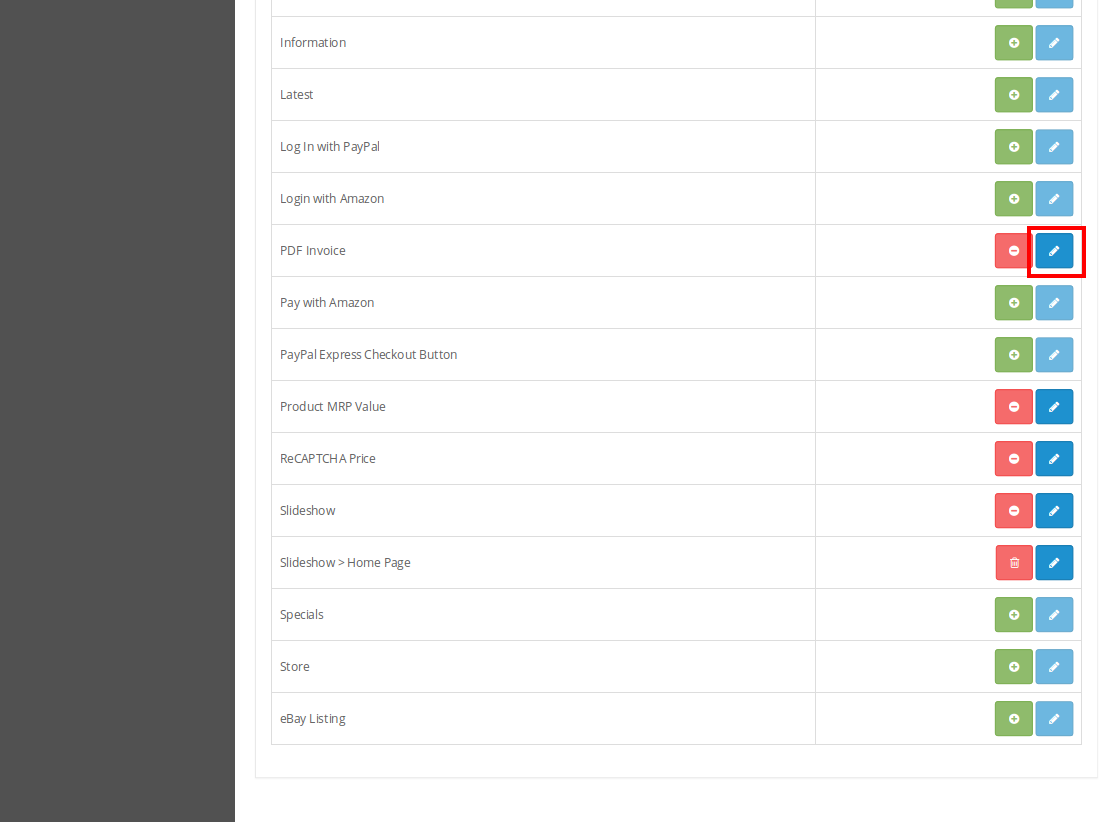 Information
Latest
Log In with PayPal
Login with Amazon
PDF Invoice
Pay with Amazon
PayPal Express Checkout Button
Product MRP Value
ReCAPTCHA Price
Slideshow
Slideshow > Home Page
Specials
Store
eBay Listing